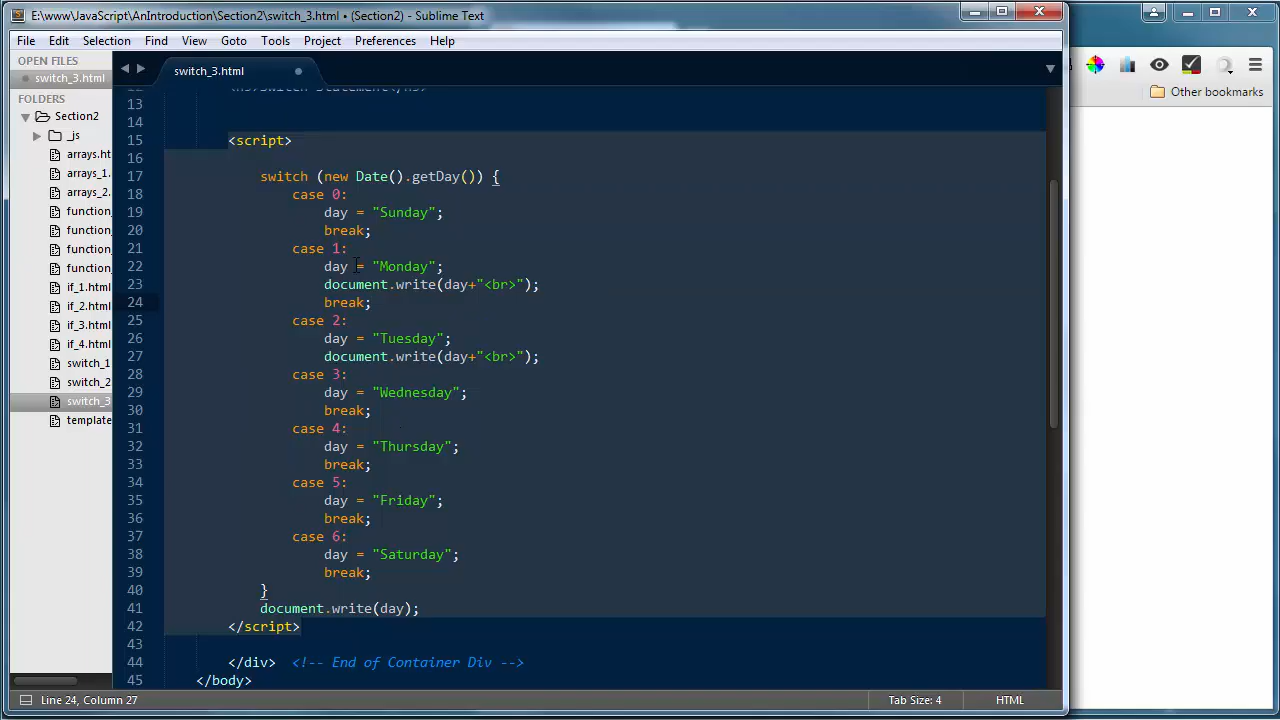 E:\www\JavaScript\AnIntroduction\Section2\switch_3.html • (Section2) - Sublime Text
File Edit Selection Find View Goto Tools Project Preferences Help
OPEN FILES
switch_3.html
FOLDERS
Section2
_js
arrays.ht
arrays_1.
arrays_2.
function_
function_
function_
function_
if_1.html
if_2.html
if_3.html
if_4.html
switch_1
switch_2
switch_3
template
switch_3.html
13
14
15 <script>
16
17 switch (new Date().getDay()) {
18 case 0:
19 day = "Sunday";
20 break;
21 case 1:
22 day = "Monday";
23 document.write(day+"<br>");
24 break;
25 case 2:
26 day = "Tuesday";
27 document.write(day+"<br>");
28 case 3:
29 day = "Wednesday";
30 break;
31 case 4:
32 day = "Thursday";
33 break;
34 case 5:
35 day = "Friday";
36 break;
37 case 6:
38 day = "Saturday";
39 break;
40 }
41 document.write(day);
42 </script>
43
44 </div> <!-- End of Container Div -->
45 </body>
Line 24, Column 27
Tab Size: 4
HTML
Other bookmarks